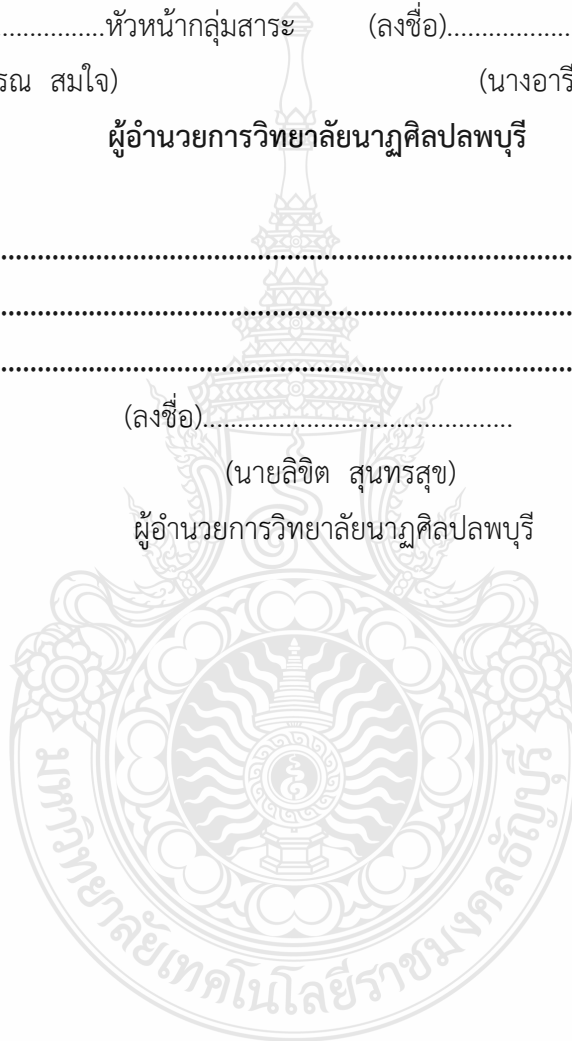 ................หัวหน้ากลุ่มสาระ (ลงชื่อ)..................
รณ สมใจ) (นางอารี
ผู้อำนวยการวิทยาลัยนาฏศิลปลพบุรี
................................................................................
................................................................................
................................................................................
(ลงชื่อ)............................................
(นายลิขิต สุนทรสุข)
ผู้อำนวยการวิทยาลัยนาฏศิลปลพบุรี
มหาวิทยาลัยเทคโนโลยีราชมงคลธัญบุรี